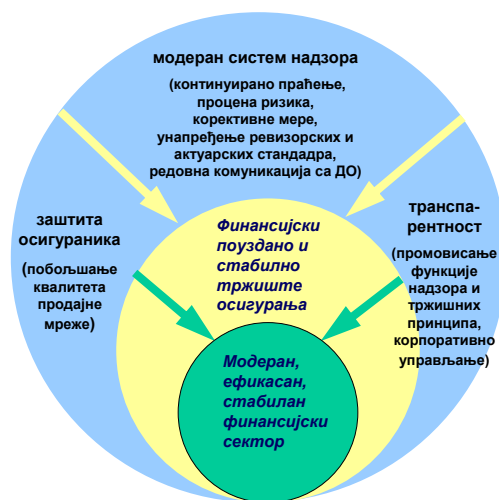 модеран систем надзора
(континуирано праћење,
процена ризика,
корективне мере,
унапређење ревизорских и
актуарских стандадра,
редовна комуникација са ДО)
заштита
осигураника
(побољшање
квалитета
продајне
мреже)
Финансијски
поуздано и
стабилно
тржиште
осигурања
транспа-
рентност
(промовисање
функције
надзора и
тржишних
принципа,
корпоративно
управљање)
Модеран,
ефикасан,
стабилан
финансијски
сектор